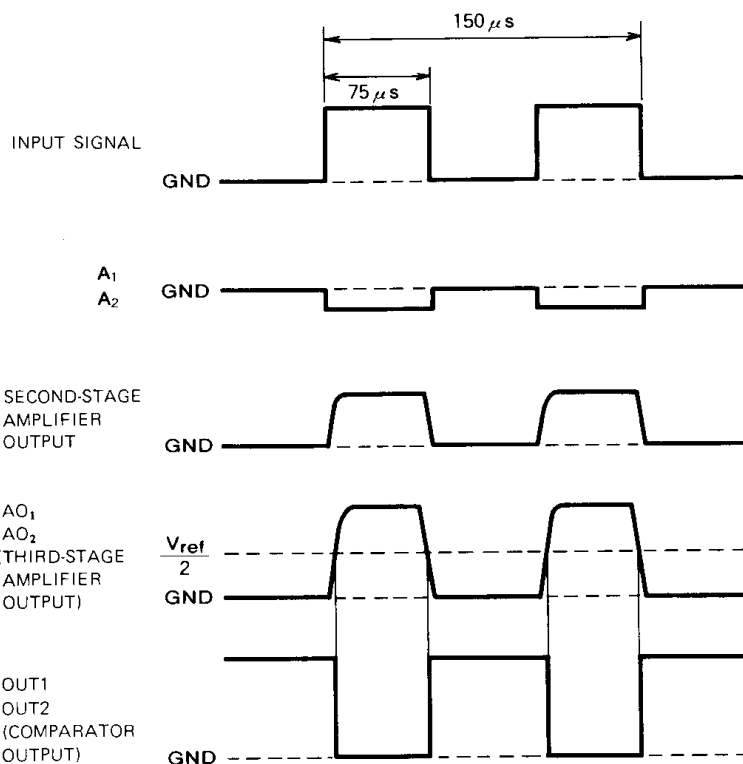 150 μs
75 μs
INPUT SIGNAL
GND
A₁
A₂
GND
SECOND-STAGE
AMPLIFIER
OUTPUT
GND
AO₁
AO₂
(THIRD-STAGE
AMPLIFIER
OUTPUT)
Vref
2
GND
OUT1
OUT2
(COMPARATOR
OUTPUT)
GND